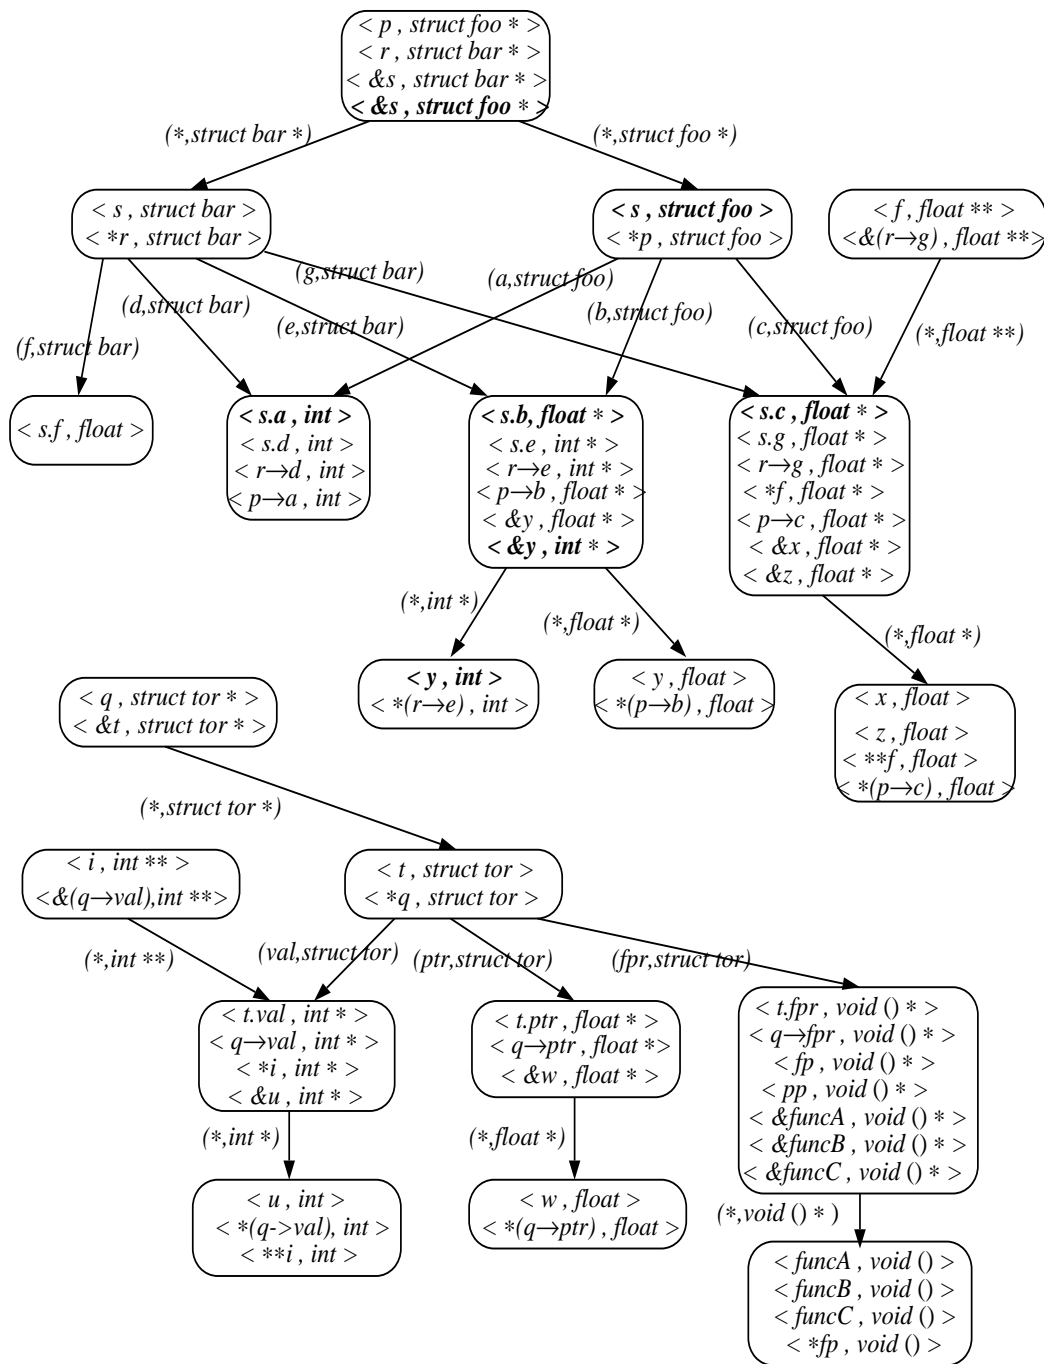 < p , struct foo * >
< r , struct bar * >
< &s , struct bar * >
< &s , struct foo * >
(*,struct bar *)
(*,struct foo *)
< s , struct bar >
< *r , struct bar >
< s , struct foo >
< *p , struct foo >
< f , float ** >
<&(r→g) , float **>
(f,struct bar)
(d,struct bar)
(e,struct bar)
(g,struct bar)
(a,struct foo)
(b,struct foo)
(c,struct foo)
(*,float **)
< s.f , float >
< s.a , int >
< s.d , int >
< r→d , int >
< p→a , int >
< s.b, float * >
< s.e , int * >
< r→e , int * >
< p→b , float * >
< &y , float * >
< &y , int * >
< s.c , float * >
< s.g , float * >
< r→g , float * >
< *f , float * >
< p→c , float * >
< &x , float * >
< &z , float * >
(*,int *)
(*,float *)
(*,float *)
< y , int >
< *(r→e) , int >
< y , float >
< *(p→b) , float >
< x , float >
< z , float >
< **f , float >
< *(p→c) , float >
< q , struct tor * >
< &t , struct tor * >
(*,struct tor *)
< i , int ** >
<&(q→val),int **>
< t , struct tor >
< *q , struct tor >
(*,int **)
(val,struct tor)
(ptr,struct tor)
(fpr,struct tor)
< t.val , int * >
< q→val , int * >
< *i , int * >
< &u , int * >
< t.ptr , float * >
< q→ptr , float *>
< &w , float * >
< t.fpr , void () * >
< q→fpr , void () * >
< fp , void () * >
< pp , void () * >
< &funcA , void () * >
< &funcB , void () * >
< &funcC , void () * >
(*,int *)
(*,float *)
(*,void () * )
< u , int >
< *(q->val), int >
< **i , int >
< w , float >
< *(q→ptr) , float >
< funcA , void () >
< funcB , void () >
< funcC , void () >
< *fp , void () >